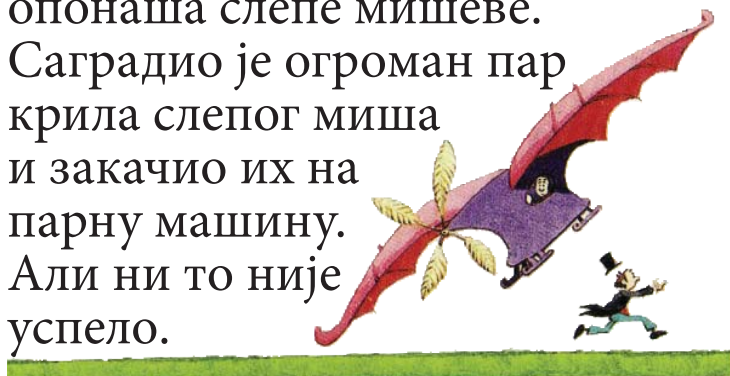 опонаша слепе мишеве.
Саградио је огроман пар
крила слепог миша
и закачио их на
парну машину.
Али ни то није
успело.